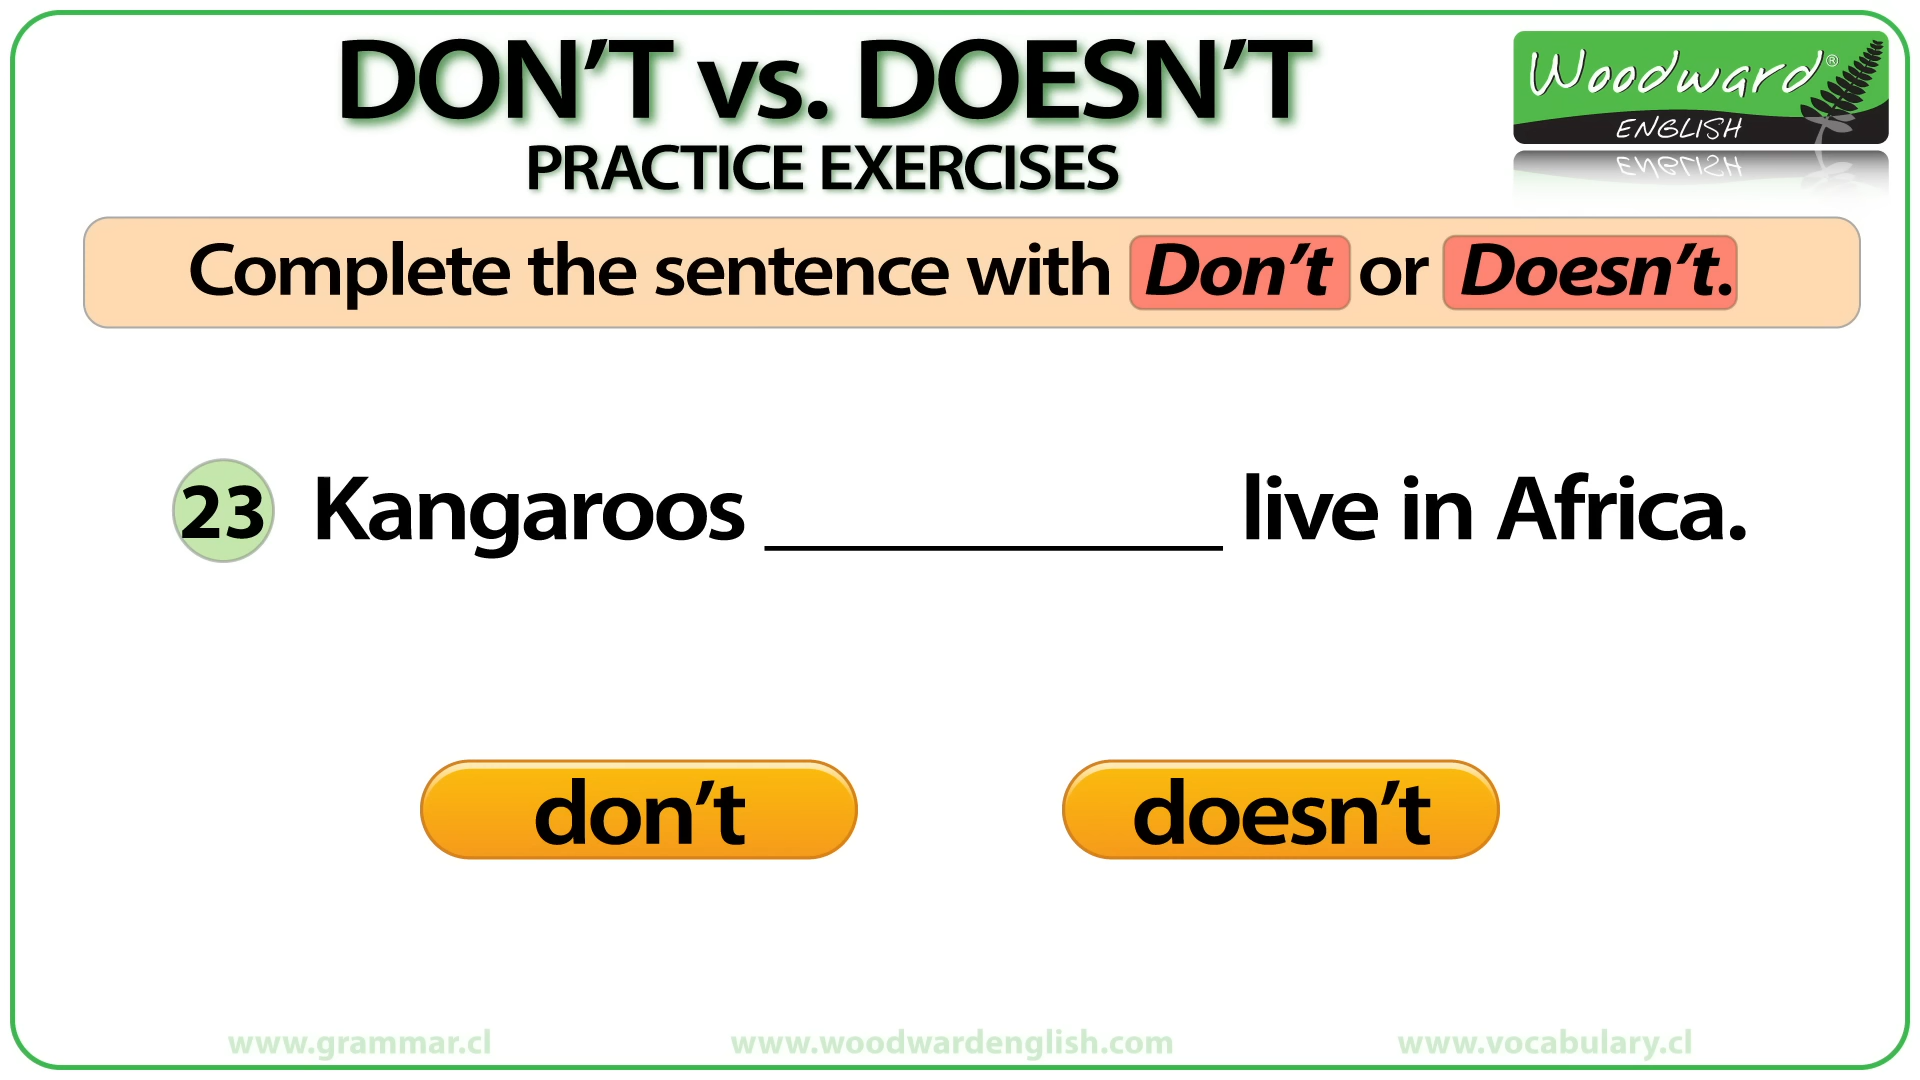 DON’T vs. DOESN’T
Woodward®
ENGLISH
PRACTICE EXERCISES
Complete the sentence with Don’t or Doesn’t.
23 Kangaroos __________ live in Africa.
don’t doesn’t
www.grammar.cl www.woodwardenglish.com www.vocabulary.cl